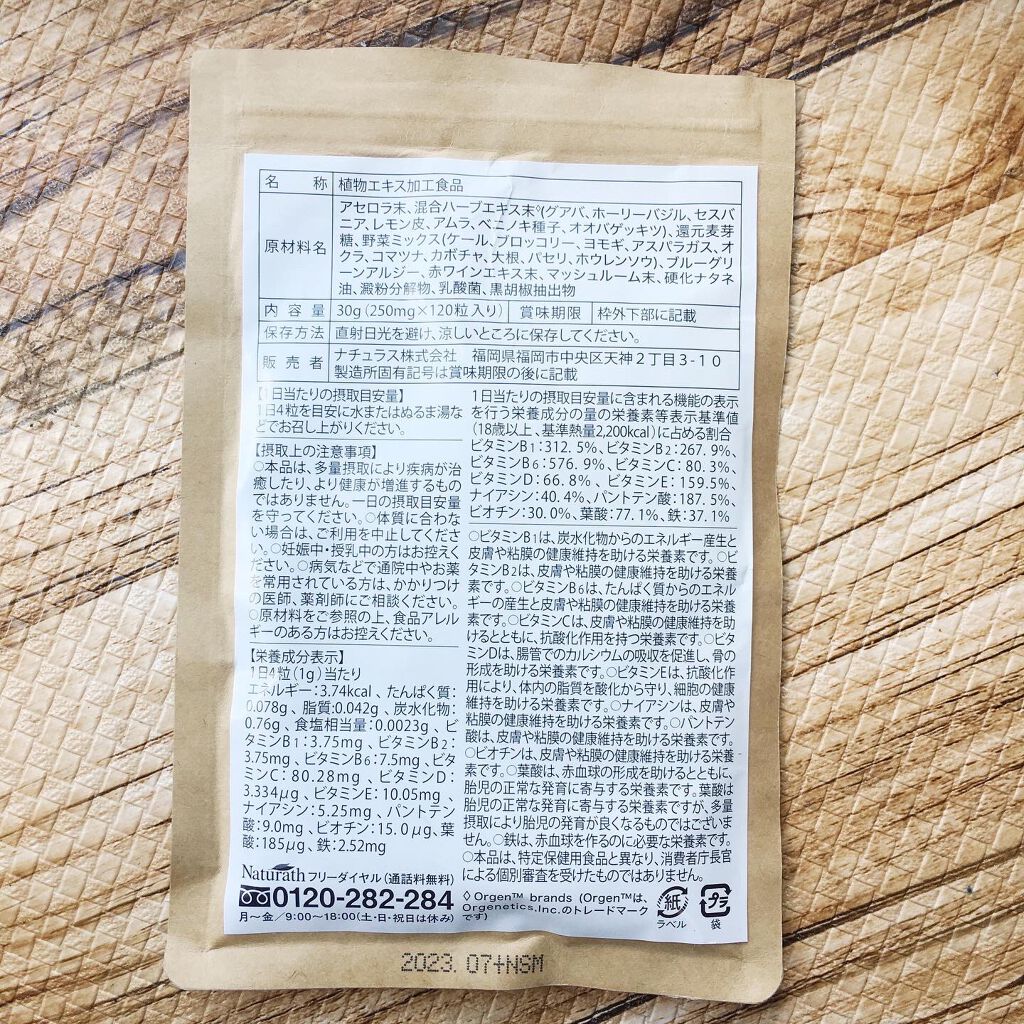 名称 植物エキス加工食品
原材料名 アセロラ末、混合ハーブエキス末◊(グアバ、ホーリーバジル、セスバ
ニア、レモン皮、アムラ、ベニノキ種子、オオバゲッキツ)、還元麦芽
糖、野菜ミックス(ケール、ブロッコリー、ヨモギ、アスパラガス、オ
クラ、コマツナ、カボチャ、大根、パセリ、ホウレンソウ)、ブルーグ
リーンアルジー、赤ワインエキス末、マッシュルーム末、硬化ナタネ
油、澱粉分解物、乳酸菌、黒胡椒抽出物
内容量 30g(250mg×120粒入り) 賞味期限 枠外下部に記載
保存方法 直射日光を避け、涼しいところに保存してください。
販売者 ナチュラス株式会社 福岡県福岡市中央区天神2丁目3-10
製造所固有記号は賞味期限の後に記載
【1日当たりの摂取目安量】
1日4粒を目安に水またはぬるま湯な
どでお召し上がりください。
【摂取上の注意事項】
○本品は、多量摂取により疾病が治
癒したり、より健康が増進するもの
ではありません。一日の摂取目安量
を守ってください。○体質に合わな
い場合は、ご利用を中止してくださ
い。○妊娠中・授乳中の方はお控えく
ださい。○病気などで通院中やお薬
を常用されている方は、かかりつけ
の医師、薬剤師にご相談ください。
○原材料をご参照の上、食品アレル
ギーのある方はお控えください。
【栄養成分表示】
1日4粒(1g)当たり
エネルギー:3.74kcal、たんぱく質:
0.078g、脂質:0.042g、炭水化物:
0.76g、食塩相当量:0.0023g、ビ
タミンB1:3.75mg、ビタミンB2:
3.75mg、ビタミンB6:7.5mg、ビタ
ミンC:80.28mg、ビタミンD:
3.334μg、ビタミンE:10.05mg、
ナイアシン:5.25mg、パントテン
酸:9.0mg、ビオチン:15.0μg、葉
酸:185μg、鉄:2.52mg
1日当たりの摂取目安量に含まれる機能の表示
を行う栄養成分の量の栄養素等表示基準値
(18歳以上、基準熱量2,200kcal)に占める割合
ビタミンB1:312.5%、ビタミンB2:267.9%、
ビタミンB6:576.9%、ビタミンC:80.3%、
ビタミンD:66.8%、ビタミンE:159.5%、
ナイアシン:40.4%、パントテン酸:187.5%、
ビオチン:30.0%、葉酸:77.1%、鉄:37.1%
○ビタミンB1は、炭水化物からのエネルギー産生と
皮膚や粘膜の健康維持を助ける栄養素です。○ビ
タミンB2は、皮膚や粘膜の健康維持を助ける栄養
素です。○ビタミンB6は、たんぱく質からのエネル
ギーの産生と皮膚や粘膜の健康維持を助ける栄養
素です。○ビタミンCは、皮膚や粘膜の健康維持を助
けるとともに、抗酸化作用を持つ栄養素です。○ビタ
ミンDは、腸管でのカルシウムの吸収を促進し、骨の
形成を助ける栄養素です。○ビタミンEは、抗酸化作
用により、体内の脂質を酸化から守り、細胞の健康
維持を助ける栄養素です。○ナイアシンは、皮膚や
粘膜の健康維持を助ける栄養素です。○パントテン
酸は、皮膚や粘膜の健康維持を助ける栄養素です。
○ビオチンは、皮膚や粘膜の健康維持を助ける栄養
素です。○葉酸は、赤血球の形成を助けるとともに、
胎児の正常な発育に寄与する栄養素です。葉酸は
胎児の正常な発育に寄与する栄養素ですが、多量
摂取により胎児の発育が良くなるものではございま
せん。○鉄は、赤血球を作るのに必要な栄養素です。
○本品は、特定保健用食品と異なり、消費者庁長官
による個別審査を受けたものではありません。
Naturath フリーダイヤル(通話料無料)
0120-282-284
月〜金/9:00〜18:00(土・日・祝日は休み)
◊Orgen™ brands (Orgen™は、
Orgenetics,Inc.のトレードマーク
です)
紙
ラベル
プラ
袋
2023.07+NSM